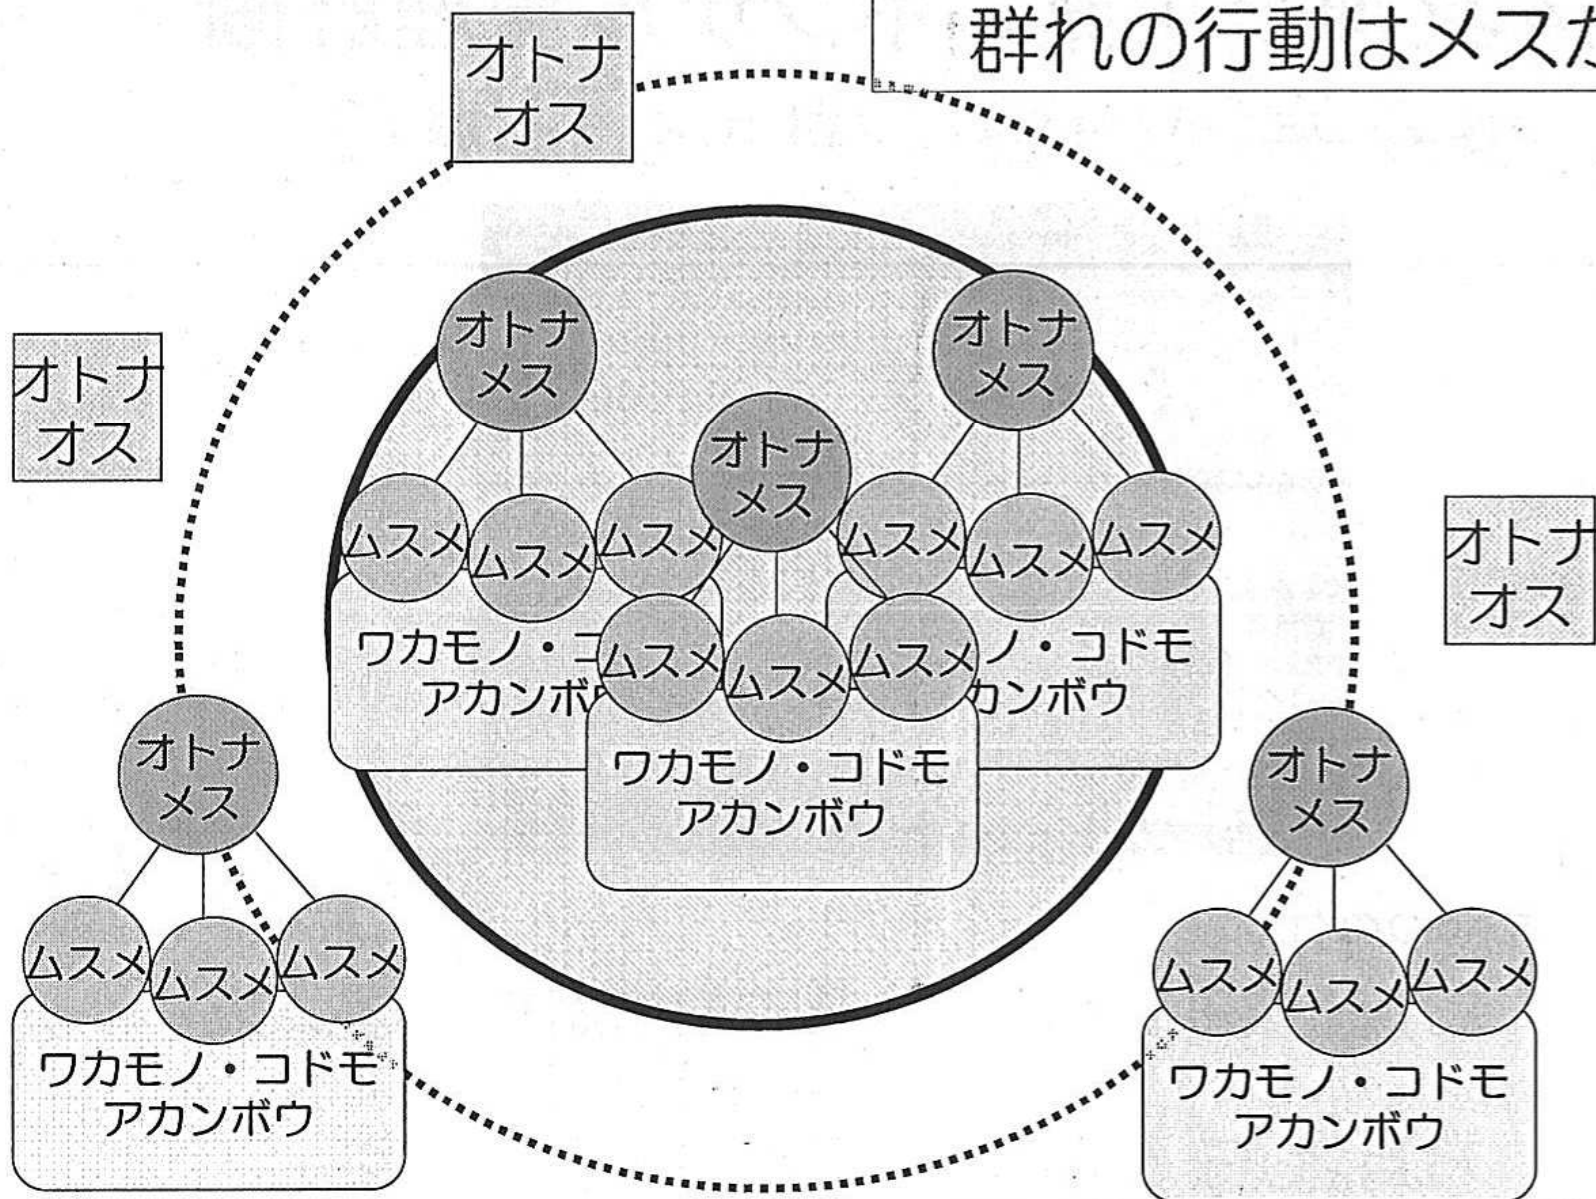 群れの行動はメス
オトナ
オス
オトナ
オス
オトナ
メス
オトナ
メス
オトナ
メス
オトナ
オス
ムスメ
ムスメ
ムスメ
ムスメ
ムスメ
ムスメ
ワカモノ・コ
アカンボ
ノ・コドモ
カンボウ
ムスメ
ムスメ
ムスメ
ワカモノ・コドモ
アカンボウ
オトナ
メス
ムスメ
ムスメ
ムスメ
ワカモノ・コドモ
アカンボウ
オトナ
メス
ムスメ
ムスメ
ムスメ
ワカモノ・コドモ
アカンボウ